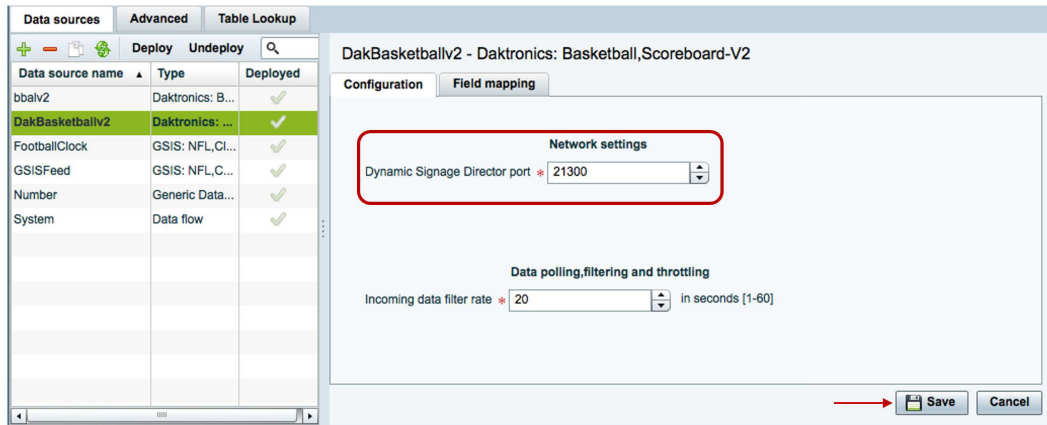 Data sources Advanced Table Lookup
Deploy Undeploy
Data source name Type Deployed
bbalv2 Daktronics: B...
DakBasketballv2 Daktronics: ...
FootballClock GSIS: NFL,Cl...
GSISFeed GSIS: NFL,C...
Number Generic Data...
System Data flow
DakBasketballv2 - Daktronics: Basketball,Scoreboard-V2
Configuration Field mapping
Network settings
Dynamic Signage Director port * 21300
Data polling,filtering and throttling
Incoming data filter rate * 20 in seconds [1-60]
Save Cancel